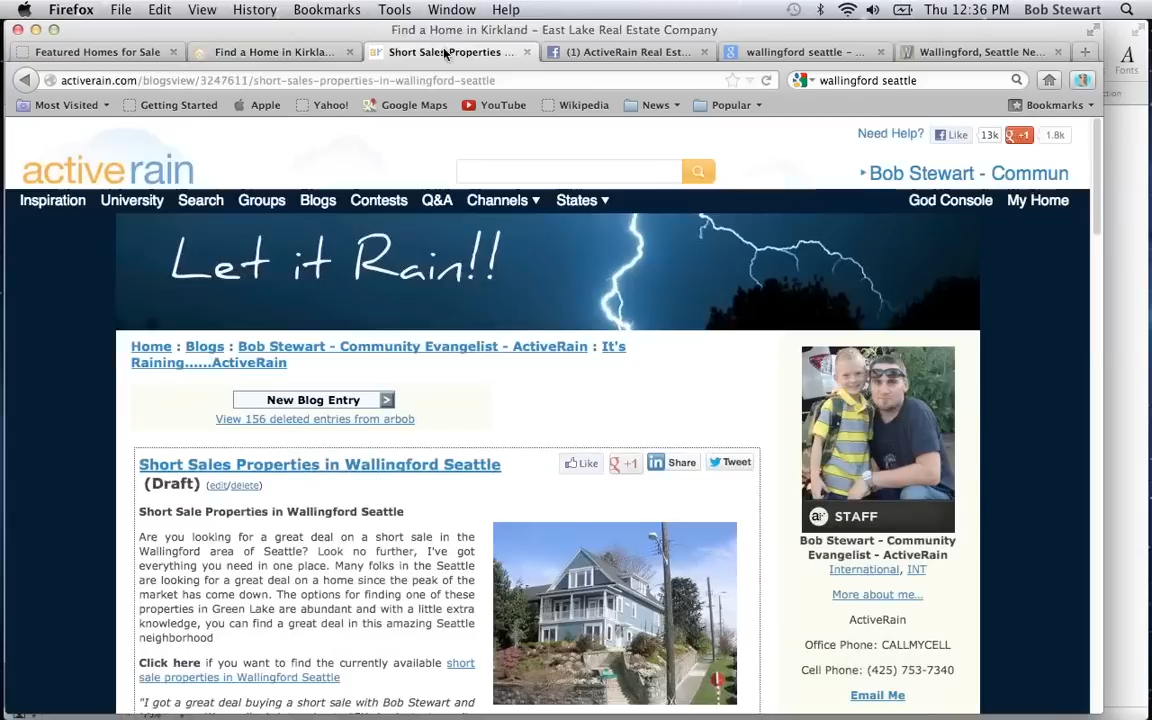 Firefox File Edit View History Bookmarks Tools Window Help Thu 12:36 PM Bob Stewart
Find a Home in Kirkland – East Lake Real Estate Company
Featured Homes for Sale Find a Home in Kirkla... Short Sales Properties ... (1) ActiveRain Real Est... wallingford seattle – ... Wallingford, Seattle Ne...
activerain.com/blogsview/3247611/short-sales-properties-in-wallingford-seattle wallingford seattle
Fonts
Most Visited Getting Started Apple Yahoo! Google Maps YouTube Wikipedia News Popular Bookmarks
Need Help? Like 13k +1 1.8k
activerain
Bob Stewart - Commun
Inspiration University Search Groups Blogs Contests Q&A Channels States God Console My Home
Let it Rain!!
Home : Blogs : Bob Stewart - Community Evangelist - ActiveRain : It's
Raining......ActiveRain
New Blog Entry >
View 156 deleted entries from arbob
Short Sales Properties in Wallingford Seattle
(Draft) (edit/delete)
Like +1 Share Tweet
Short Sale Properties in Wallingford Seattle
Are you looking for a great deal on a short sale in the
Wallingford area of Seattle? Look no further, I've got
everything you need in one place. Many folks in the Seattle
are looking for a great deal on a home since the peak of the
market has come down. The options for finding one of these
properties in Green Lake are abundant and with a little extra
knowledge, you can find a great deal in this amazing Seattle
neighborhood
Click here if you want to find the currently available short
sale properties in Wallingford Seattle
"I got a great deal buying a short sale with Bob Stewart and
ar STAFF
Bob Stewart - Community
Evangelist - ActiveRain
International, INT
More about me...
ActiveRain
Office Phone: CALLMYCELL
Cell Phone: (425) 753-7340
Email Me